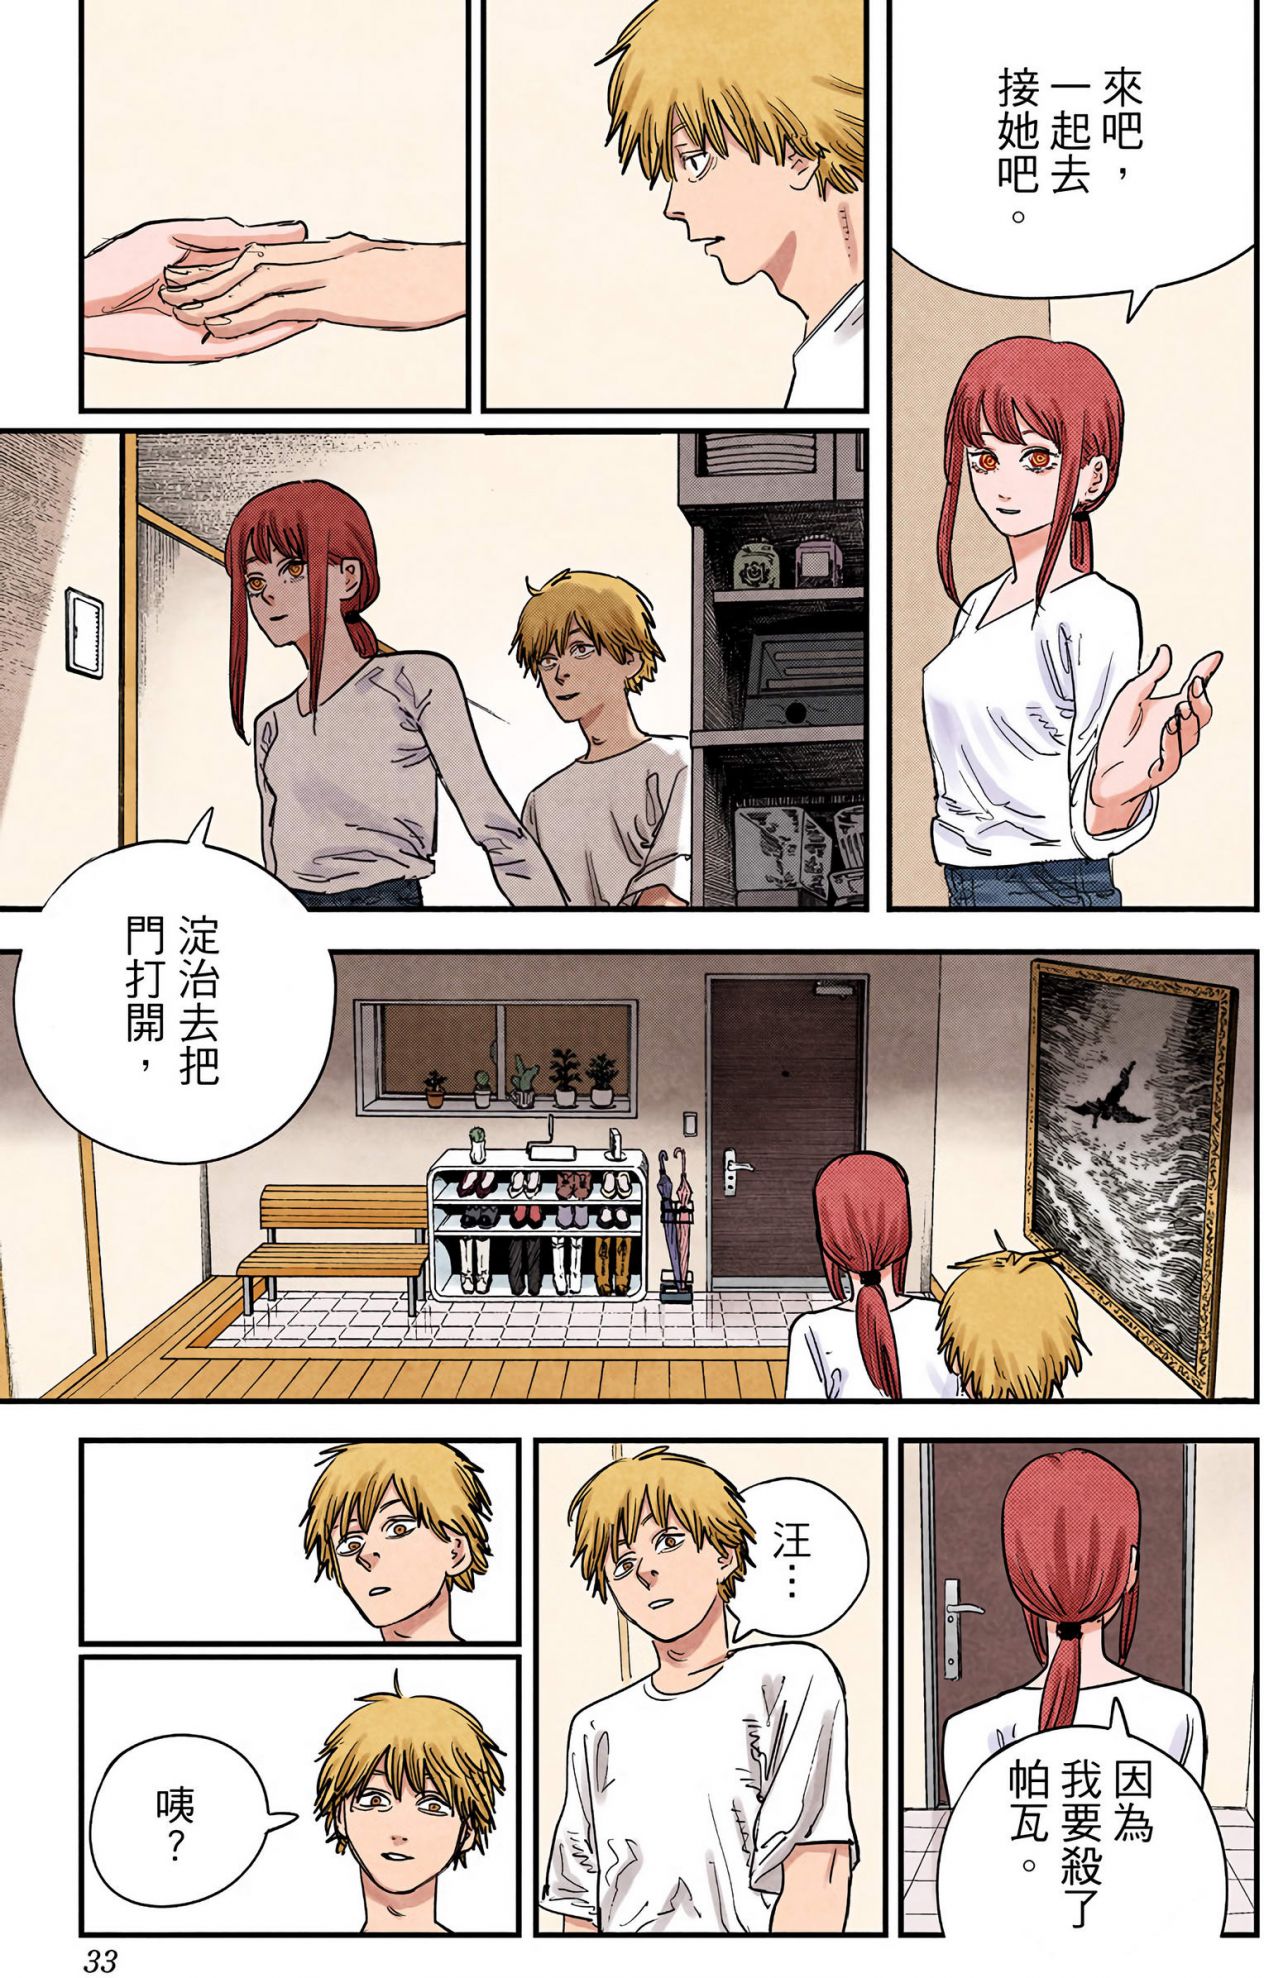 來吧，
一起去
接她吧。
淀治去把
門打開，
因為
我要殺了
帕瓦。
汪…
咦？
33